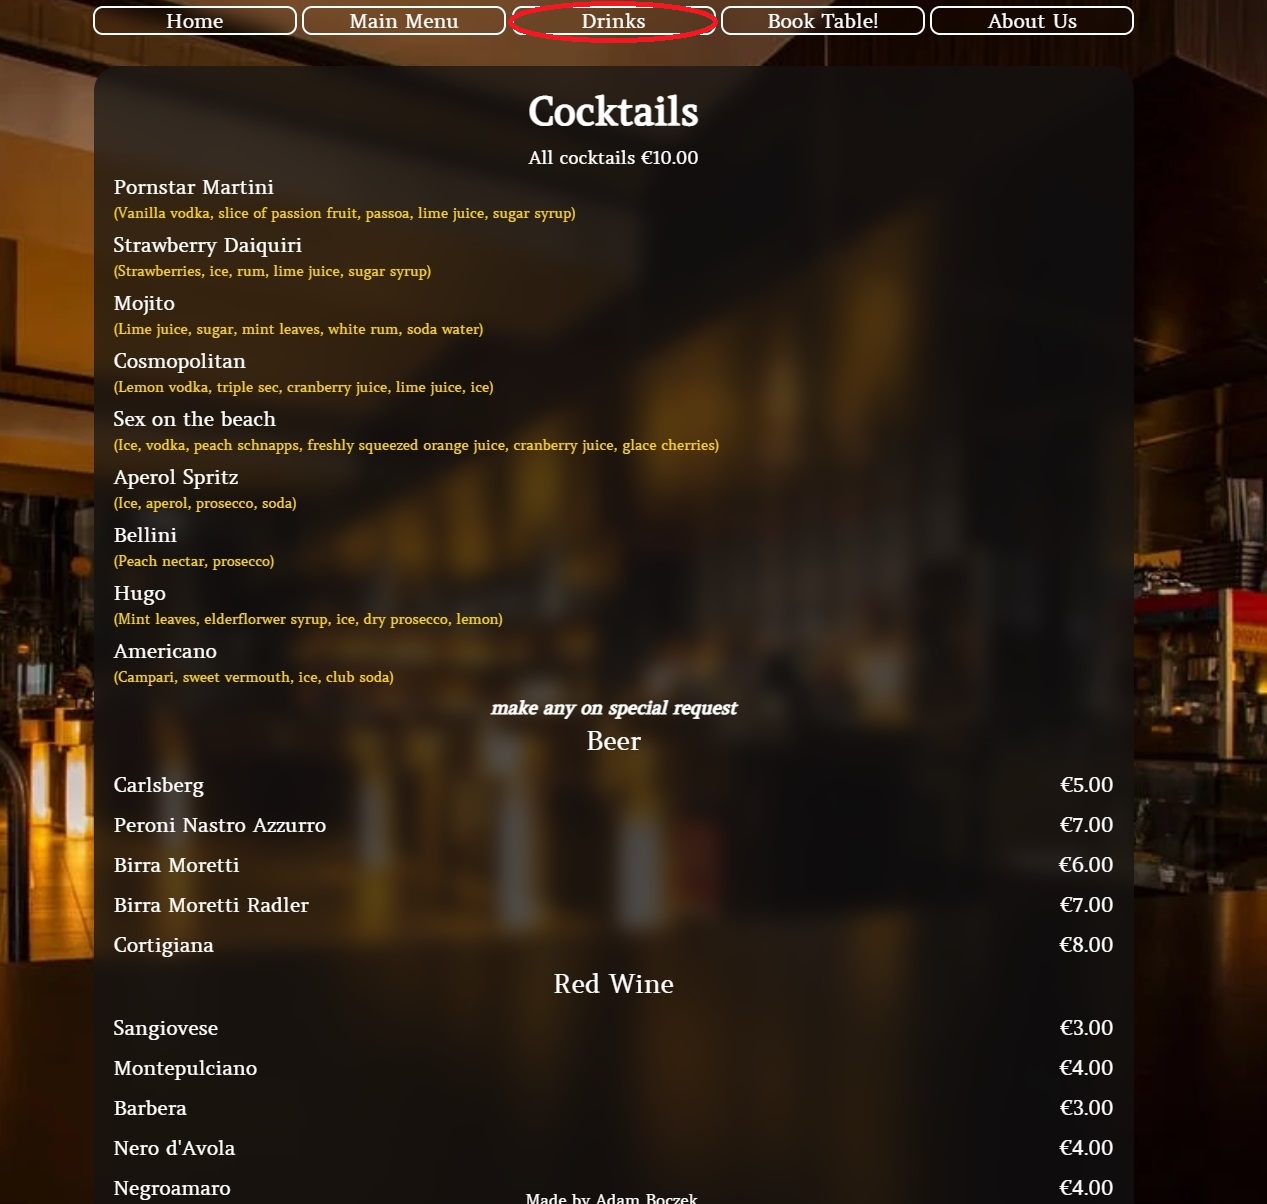 Home Main Menu Drinks Book Table! About Us
Cocktails
All cocktails €10.00
Pornstar Martini
(Vanilla vodka, slice of passion fruit, passoa, lime juice, sugar syrup)
Strawberry Daiquiri
(Strawberries, ice, rum, lime juice, sugar syrup)
Mojito
(Lime juice, sugar, mint leaves, white rum, soda water)
Cosmopolitan
(Lemon vodka, triple sec, cranberry juice, lime juice, ice)
Sex on the beach
(Ice, vodka, peach schnapps, freshly squeezed orange juice, cranberry juice, glace cherries)
Aperol Spritz
(Ice, aperol, prosecco, soda)
Bellini
(Peach nectar, prosecco)
Hugo
(Mint leaves, elderflorwer syrup, ice, dry prosecco, lemon)
Americano
(Campari, sweet vermouth, ice, club soda)
make any on special request
Beer
Carlsberg €5.00
Peroni Nastro Azzurro €7.00
Birra Moretti €6.00
Birra Moretti Radler €7.00
Cortigiana €8.00
Red Wine
Sangiovese €3.00
Montepulciano €4.00
Barbera €3.00
Nero d'Avola €4.00
Negroamaro €4.00
Made by Adam Boczek